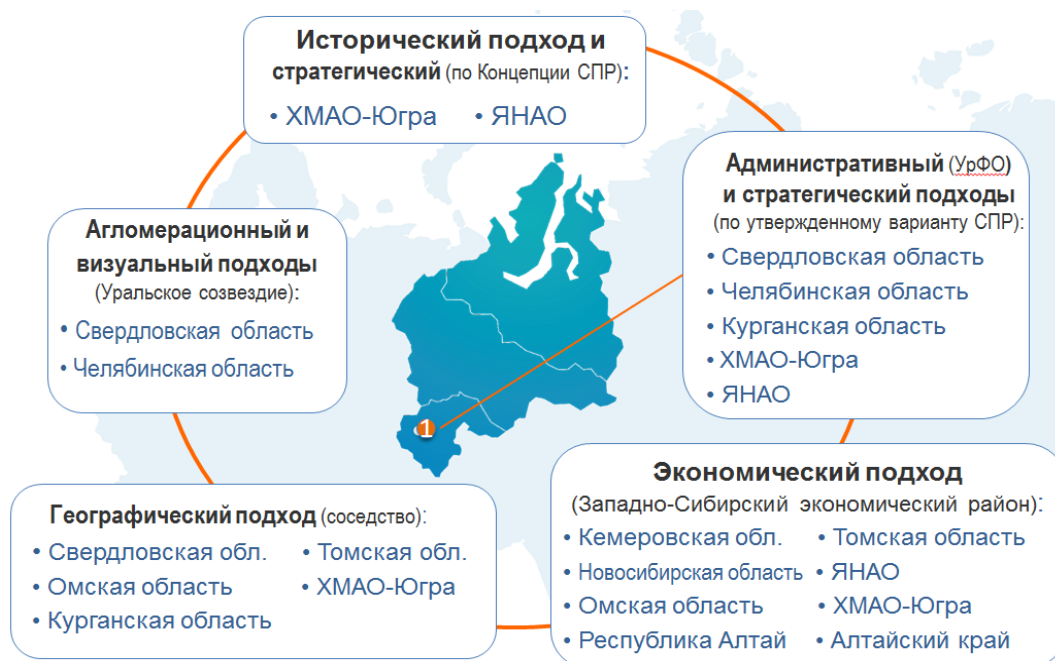 Исторический подход и
стратегический (по Концепции СПР):
• ХМАО-Югра • ЯНАО
Административный (УрФО)
и стратегический подходы
(по утвержденному варианту СПР):
• Свердловская область
• Челябинская область
• Курганская область
• ХМАО-Югра
• ЯНАО
Агломерационный и
визуальный подходы
(Уральское созвездие):
• Свердловская область
• Челябинская область
1
Экономический подход
(Западно-Сибирский экономический район):
• Кемеровская обл. • Томская область
• Новосибирская область • ЯНАО
• Омская область • ХМАО-Югра
• Республика Алтай • Алтайский край
Географический подход (соседство):
• Свердловская обл. • Томская обл.
• Омская область • ХМАО-Югра
• Курганская область